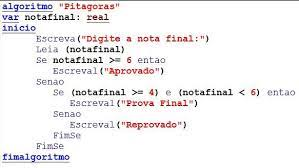 algoritmo "Pitagoras"
var notafinal: real
inicio
Escreva("Digite a nota final:")
Leia (notafinal)
Se notafinal >= 6 entao
Escreval("Aprovado")
Senao
Se (notafinal >= 4) e (notafinal < 6) entao
Escreval("Prova Final")
Senao
Escreval("Reprovado")
FimSe
FimSe
fimalgoritmo